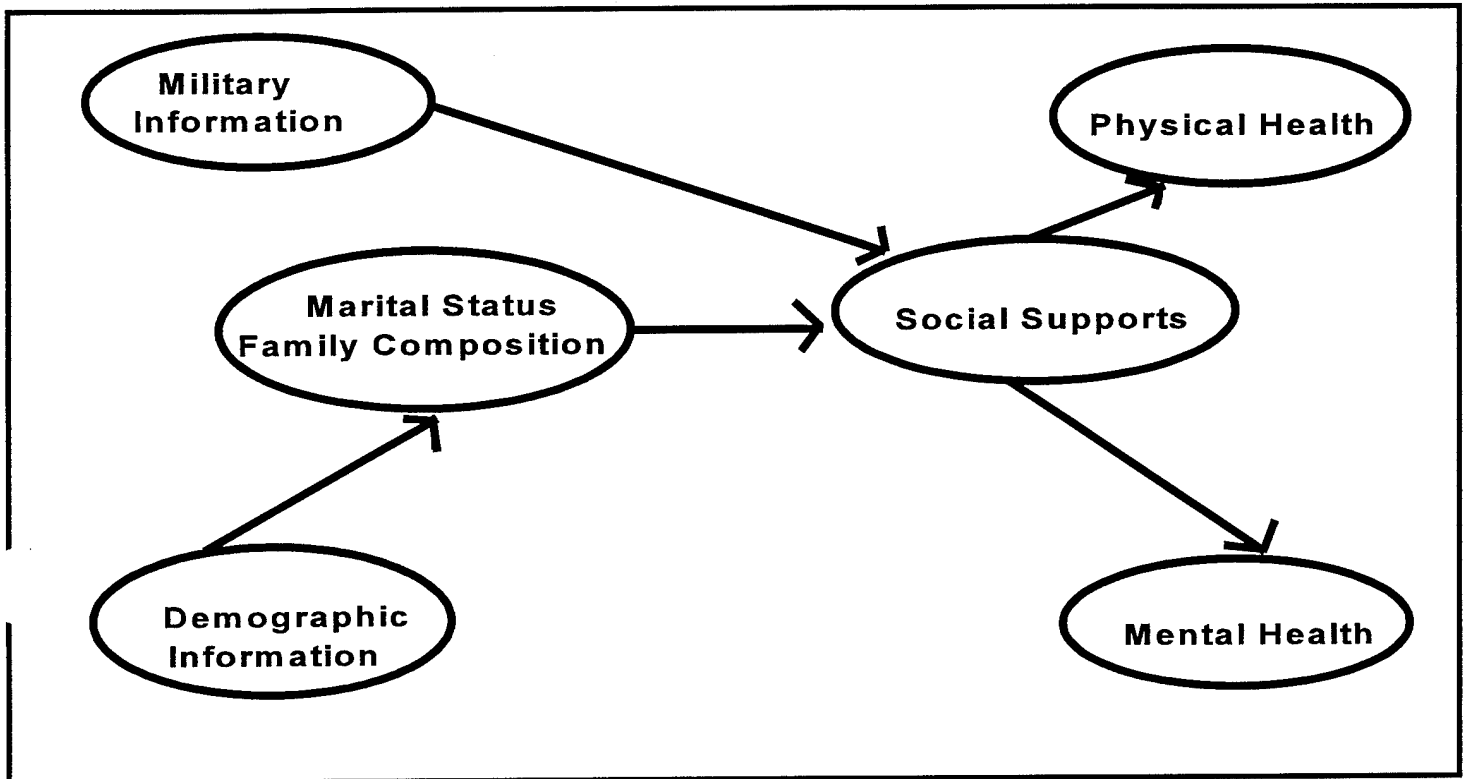 Military
Information
Physical Health
Marital Status
Family Composition
Social Supports
Demographic
Information
Mental Health